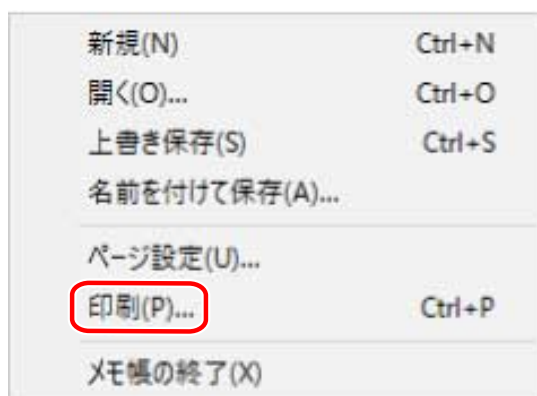 新規(N) Ctrl+N
開く(O)... Ctrl+O
上書き保存(S) Ctrl+S
名前を付けて保存(A)...
ページ設定(U)...
印刷(P)... Ctrl+P
メモ帳の終了(X)